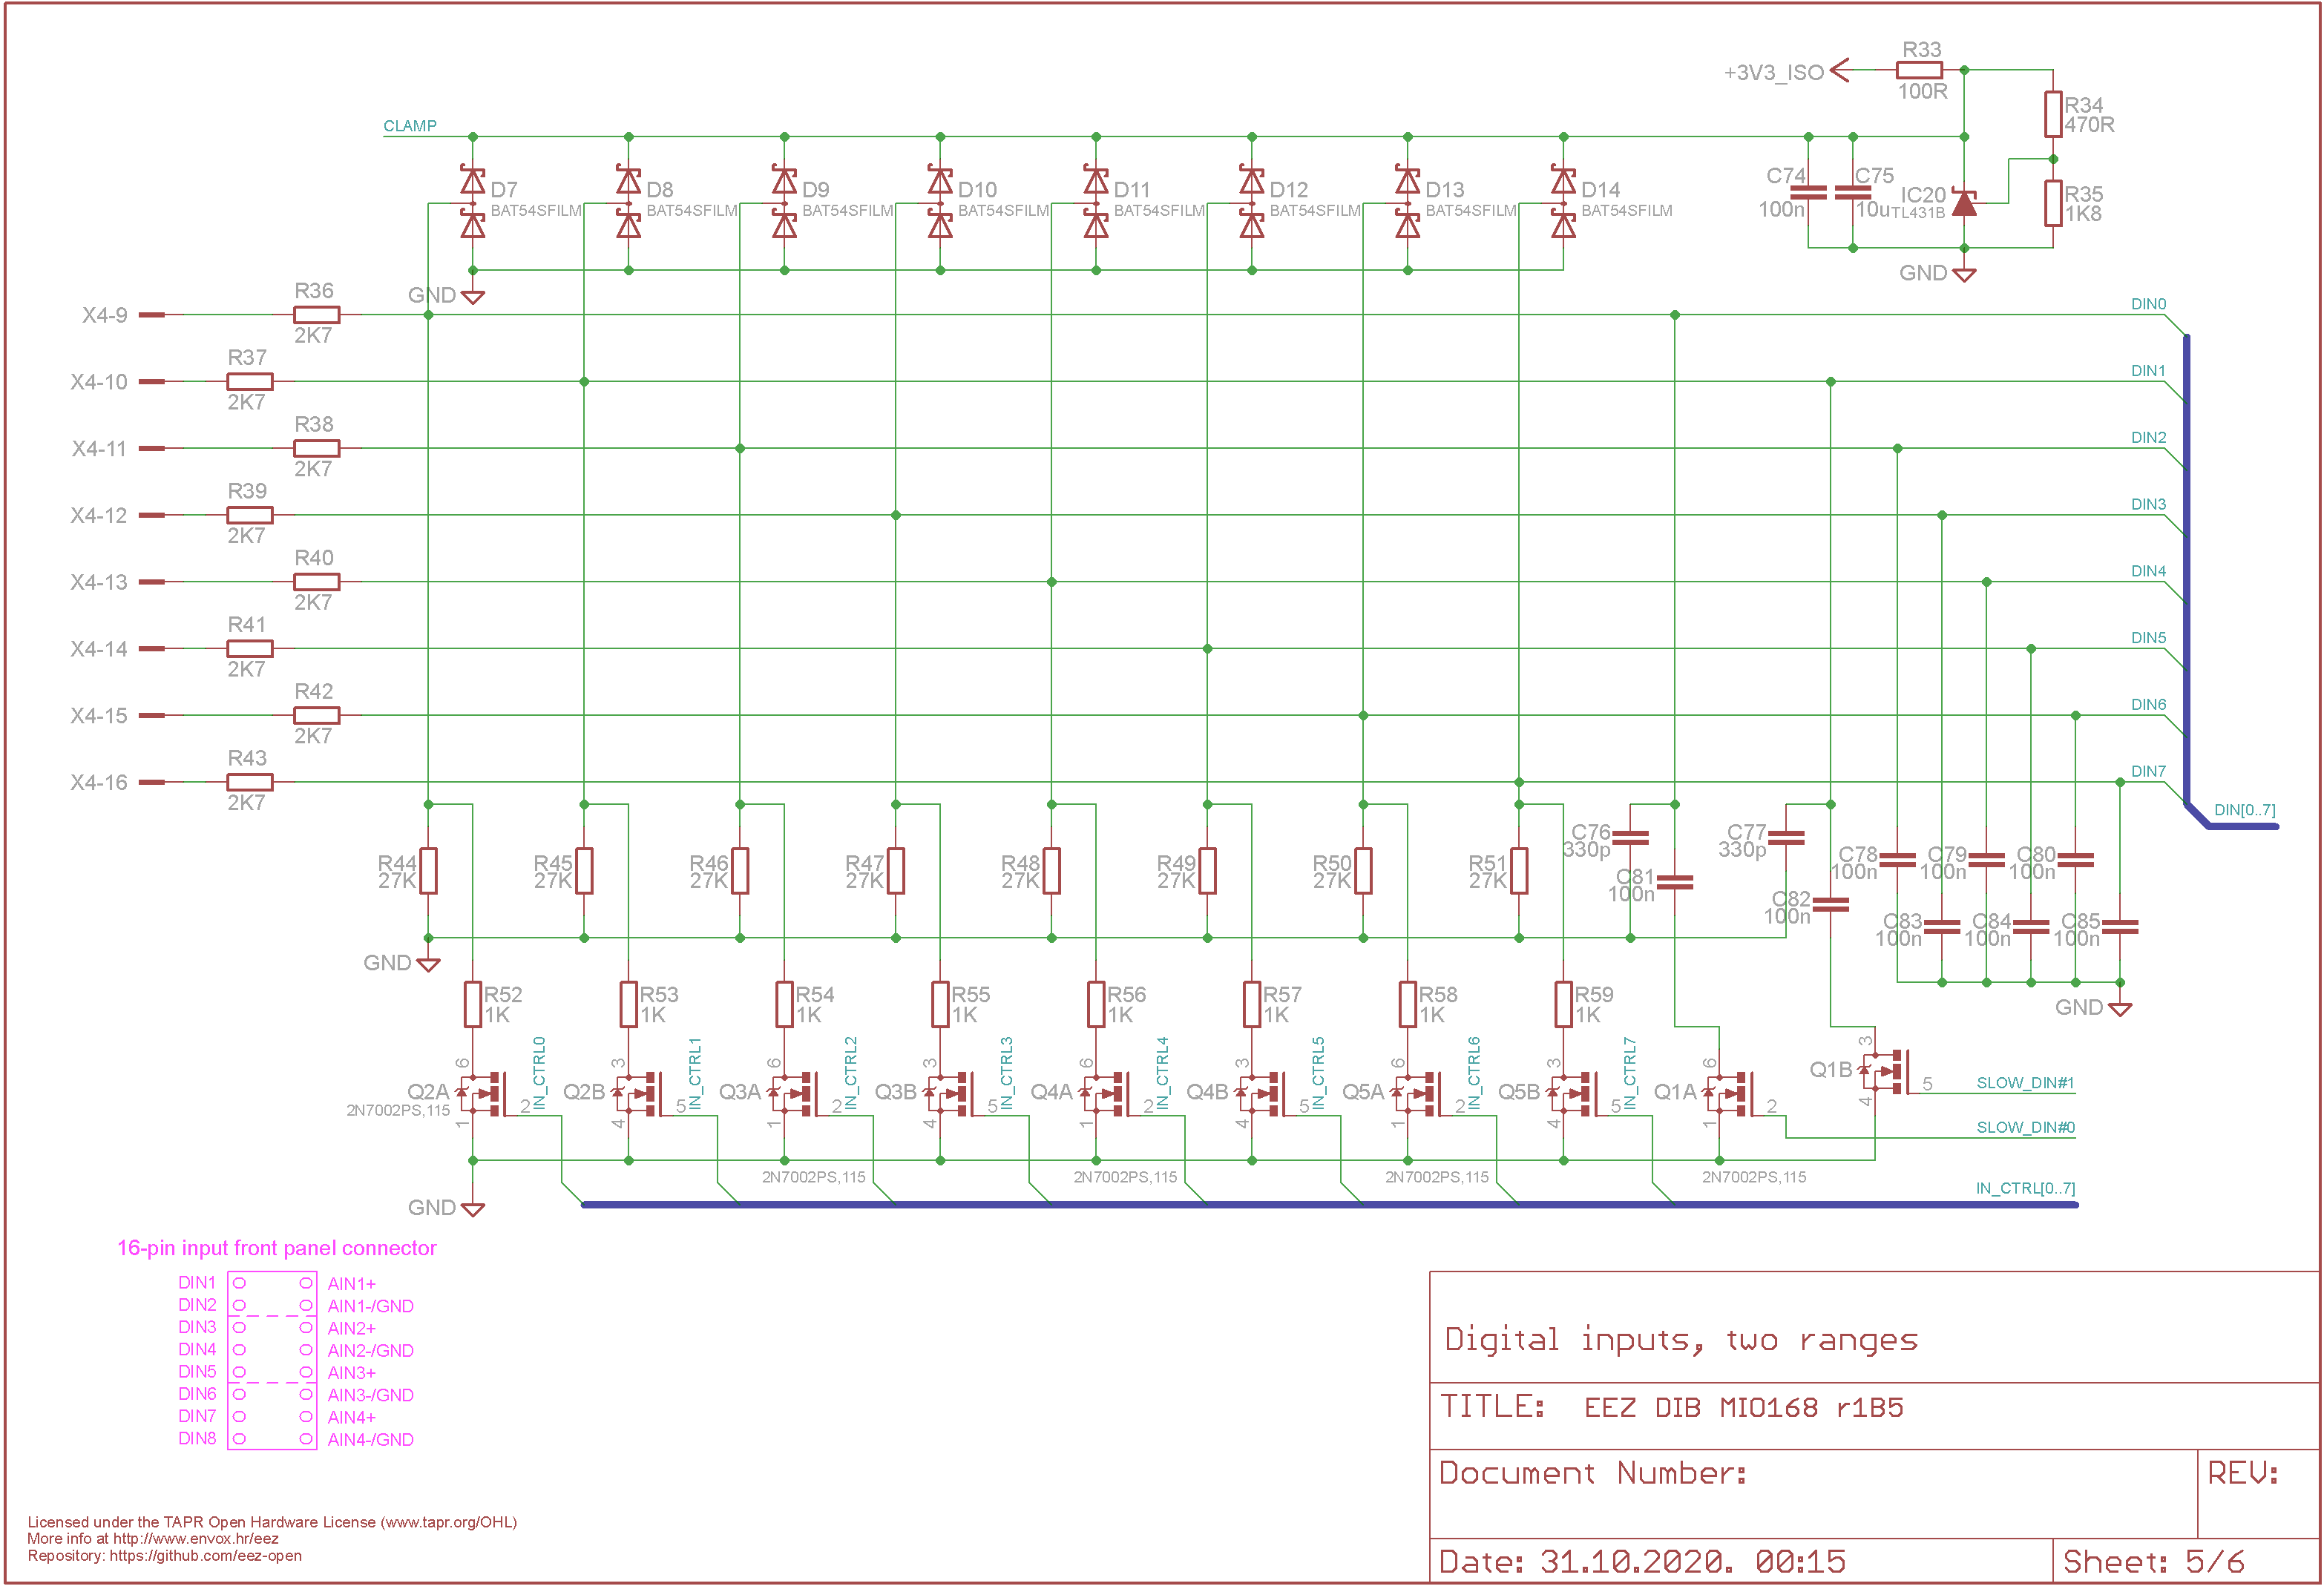 R33
+3V3_ISO
100R
R34
470R
CLAMP
D7
BAT54SFILM
D8
BAT54SFILM
D9
BAT54SFILM
D10
BAT54SFILM
D11
BAT54SFILM
D12
BAT54SFILM
D13
BAT54SFILM
D14
BAT54SFILM
C74
100n
C75
10u
IC20
TL431B
R35
1K8
GND
GND
X4-9
R36
2K7
DIN0
X4-10
R37
2K7
DIN1
X4-11
R38
2K7
DIN2
X4-12
R39
2K7
DIN3
X4-13
R40
2K7
DIN4
X4-14
R41
2K7
DIN5
X4-15
R42
2K7
DIN6
X4-16
R43
2K7
DIN7
DIN[0..7]
R44
27K
R45
27K
R46
27K
R47
27K
R48
27K
R49
27K
R50
27K
R51
27K
C76
330p
C81
100n
C77
330p
C82
100n
C78
100n
C79
100n
C80
100n
C83
100n
C84
100n
C85
100n
GND
GND
R52
1K
R53
1K
R54
1K
R55
1K
R56
1K
R57
1K
R58
1K
R59
1K
6
Q2A
2N7002PS,115
1
2
IN_CTRL0
3
Q2B
4
5
IN_CTRL1
6
Q3A
1
2
IN_CTRL2
2N7002PS,115
3
Q3B
4
5
IN_CTRL3
6
Q4A
1
2
IN_CTRL4
2N7002PS,115
3
Q4B
4
5
IN_CTRL5
6
Q5A
1
2
IN_CTRL6
2N7002PS,115
3
Q5B
4
5
IN_CTRL7
6
Q1A
1
2
2N7002PS,115
3
Q1B
4
5
SLOW_DIN#1
SLOW_DIN#0
IN_CTRL[0..7]
GND
16-pin input front panel connector
DIN1 AIN1+
DIN2 AIN1-/GND
DIN3 AIN2+
DIN4 AIN2-/GND
DIN5 AIN3+
DIN6 AIN3-/GND
DIN7 AIN4+
DIN8 AIN4-/GND
Digital inputs, two ranges
TITLE: EEZ DIB MIO168 r1B5
Document Number:
REV:
Date: 31.10.2020. 00:15
Sheet: 5/6
Licensed under the TAPR Open Hardware License (www.tapr.org/OHL)
More info at http://www.envox.hr/eez
Repository: https://github.com/eez-open